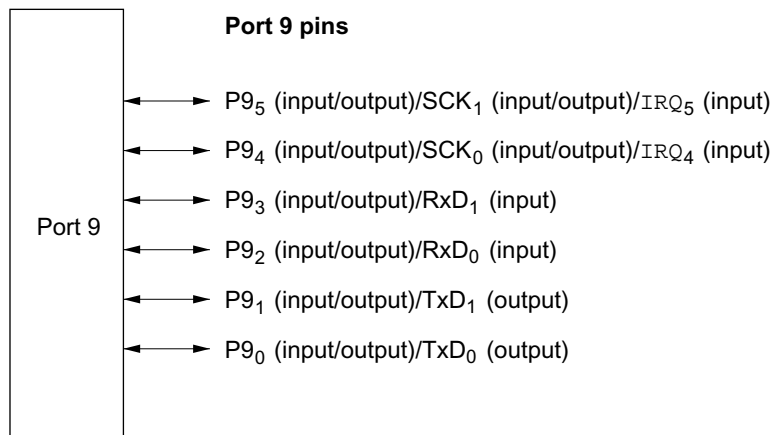 Port 9 pins
P9₅ (input/output)/SCK₁ (input/output)/IRQ₅ (input)
P9₄ (input/output)/SCK₀ (input/output)/IRQ₄ (input)
P9₃ (input/output)/RxD₁ (input)
Port 9
P9₂ (input/output)/RxD₀ (input)
P9₁ (input/output)/TxD₁ (output)
P9₀ (input/output)/TxD₀ (output)